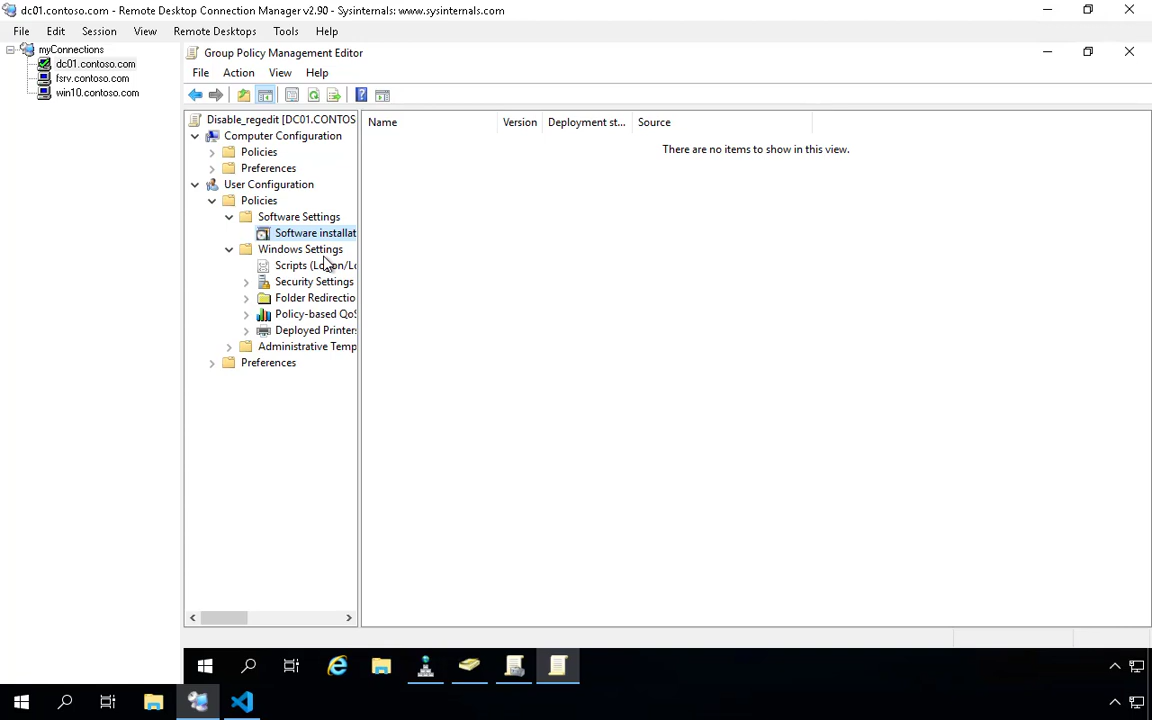 dc01.contoso.com - Remote Desktop Connection Manager v2.90 - Sysinternals: www.sysinternals.com
File Edit Session View Remote Desktops Tools Help
myConnections
dc01.contoso.com
fsrv.contoso.com
win10.contoso.com
Group Policy Management Editor
File Action View Help
Disable_regedit [DC01.CONTOS
Computer Configuration
Policies
Preferences
User Configuration
Policies
Software Settings
Software installat
Windows Settings
Scripts (Logon/Lo
Security Settings
Folder Redirectio
Policy-based QoS
Deployed Printers
Administrative Temp
Preferences
Name Version Deployment st... Source
There are no items to show in this view.